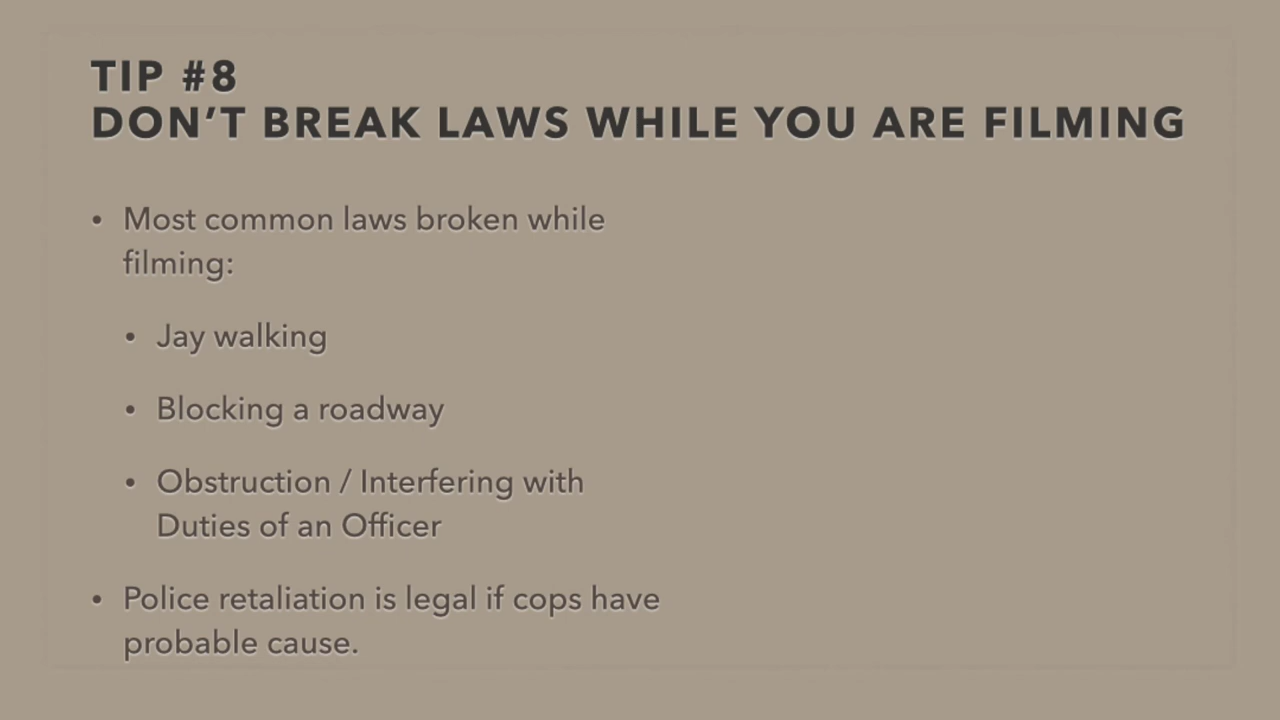 TIP #8
DON’T BREAK LAWS WHILE YOU ARE FILMING
• Most common laws broken while
filming:
• Jay walking
• Blocking a roadway
• Obstruction / Interfering with
Duties of an Officer
• Police retaliation is legal if cops have
probable cause.